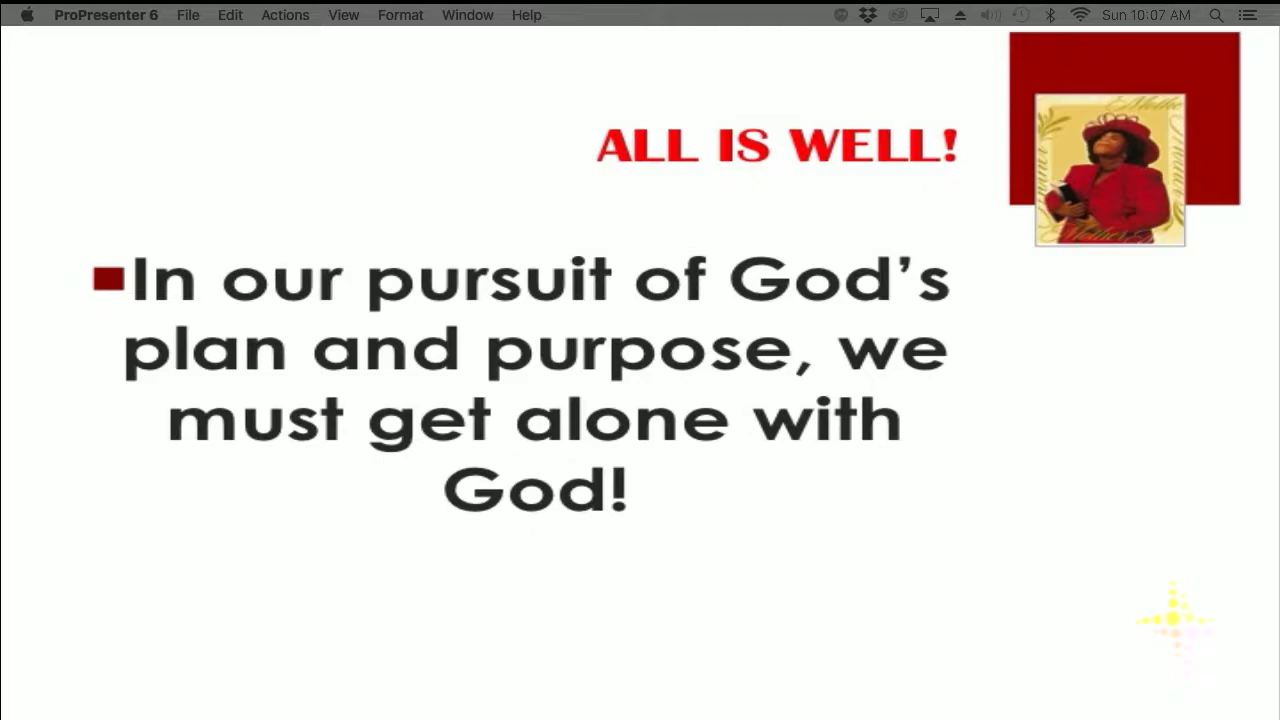 ProPresenter 6 File Edit Actions View Format Window Help Sun 10:07 AM
ALL IS WELL!
In our pursuit of God’s
plan and purpose, we
must get alone with
God!